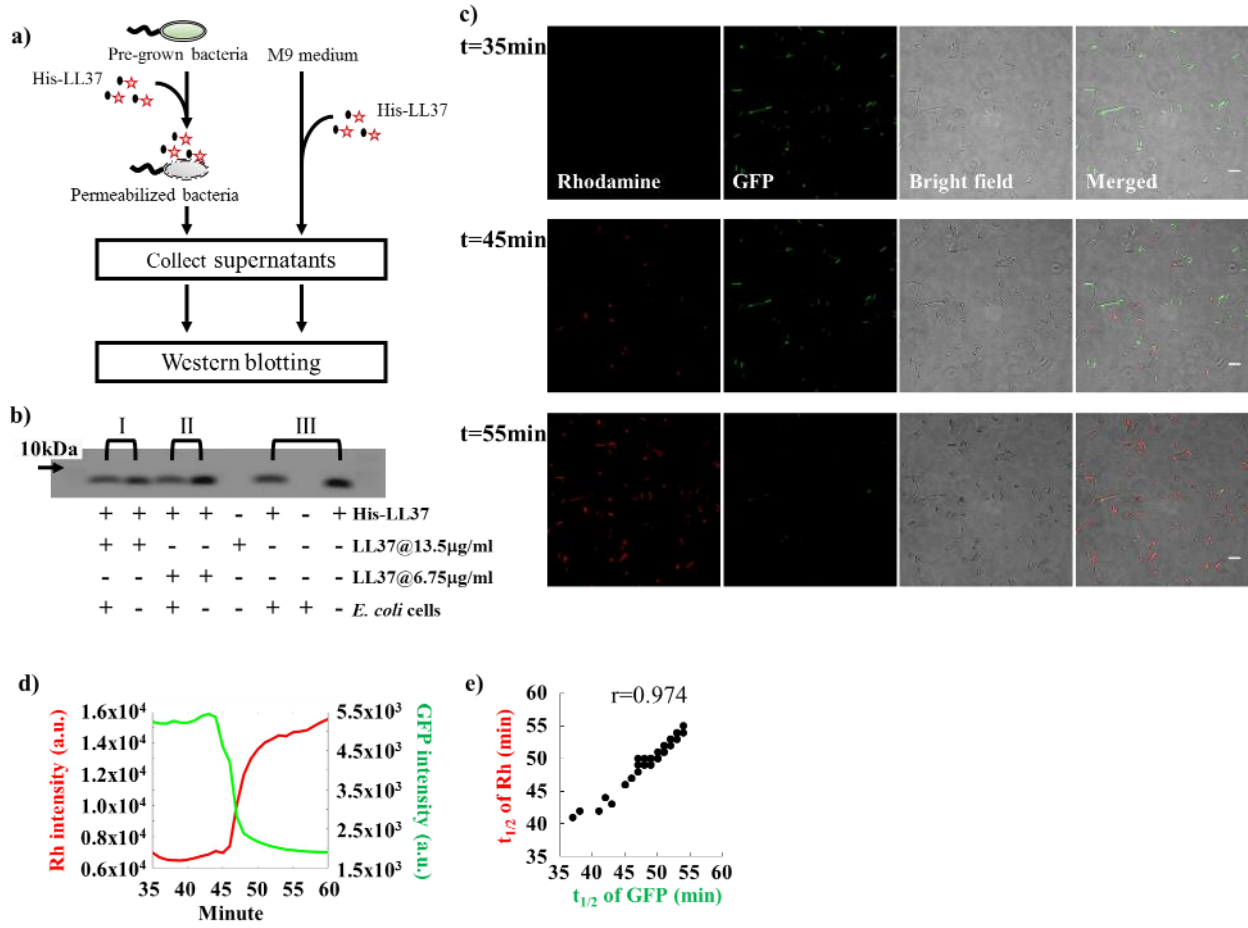 a)
Pre-grown bacteria
M9 medium
His-LL37
His-LL37
Permeabilized bacteria
Collect supernatants
Western blotting
b)
I II III
10kDa
+ + + + - + - + His-LL37
+ + - - + - - - LL37@13.5μg/ml
- - + + - - - - LL37@6.75μg/ml
+ - + - - + + - E. coli cells
c)
t=35min
Rhodamine GFP Bright field Merged
t=45min
t=55min
d)
Rh intensity (a.u.)
1.6x10⁴
1.4x10⁴
1.2x10⁴
1.0x10⁴
0.8x10⁴
0.6x10⁴
5.5x10³
4.5x10³
3.5x10³
2.5x10³
1.5x10³
GFP intensity (a.u.)
35 40 45 50 55 60
Minute
e)
r=0.974
t1/2 of Rh (min)
60
55
50
45
40
35
35 40 45 50 55 60
t1/2 of GFP (min)